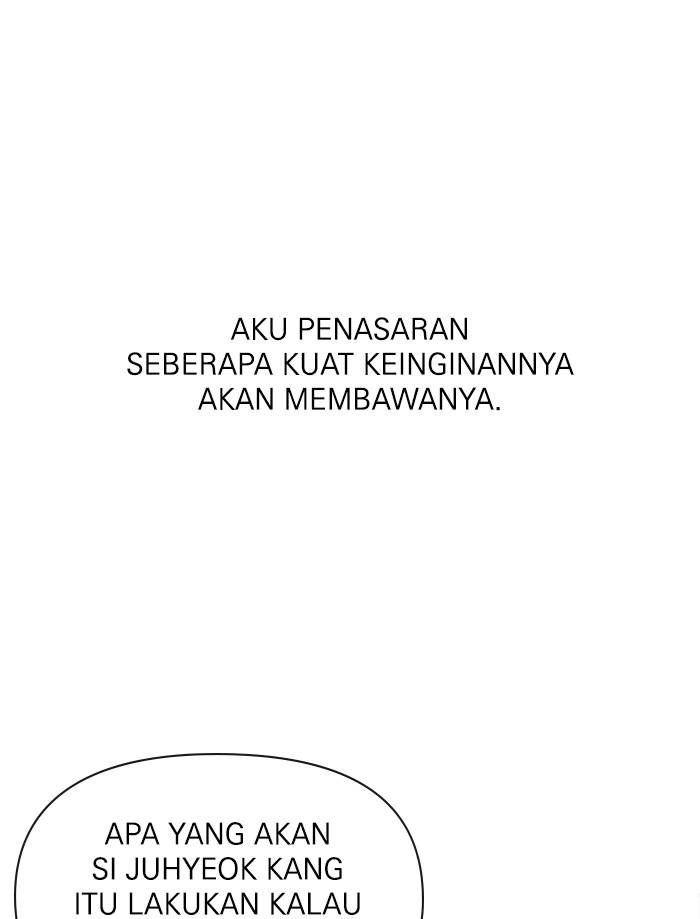 AKU PENASARAN
SEBERAPA KUAT KEINGINANNYA
AKAN MEMBAWANYA.
APA YANG AKAN
SI JUHYEOK KANG
ITU LAKUKAN KALAU